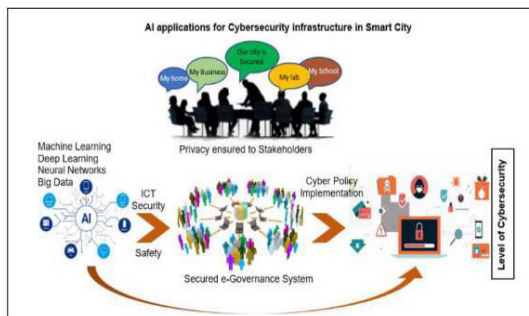 AI applications for Cybersecurity infrastructure in Smart City
Our city is
Secured
My home
My Business
My lab
My School
Privacy ensured to Stakeholders
Machine Learning
Deep Learning
Neural Networks
Big Data
AI
ICT
Security
Safety
Secured e-Governance System
Cyber Policy
Implementation
Level of Cybersecurity